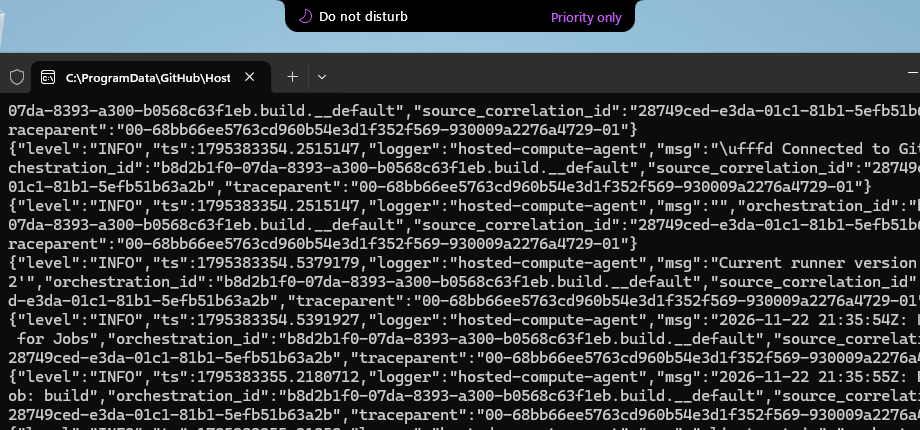 Do not disturb
Priority only
C:\ProgramData\GitHub\Host
07da-8393-a300-b0568c63f1eb.build.__default","source_correlation_id":"28749ced-e3da-01c1-81b1-5efb51b6
raceparent":"00-68bb66ee5763cd960b54e3d1f352f569-930009a2276a4729-01"}
{"level":"INFO","ts":1795383354.2515147,"logger":"hosted-compute-agent","msg":"\ufffd Connected to Git
chestration_id":"b8d2b1f0-07da-8393-a300-b0568c63f1eb.build.__default","source_correlation_id":"28749c
01c1-81b1-5efb51b63a2b","traceparent":"00-68bb66ee5763cd960b54e3d1f352f569-930009a2276a4729-01"}
{"level":"INFO","ts":1795383354.2515147,"logger":"hosted-compute-agent","msg":"","orchestration_id":"b
07da-8393-a300-b0568c63f1eb.build.__default","source_correlation_id":"28749ced-e3da-01c1-81b1-5efb51b6
raceparent":"00-68bb66ee5763cd960b54e3d1f352f569-930009a2276a4729-01"}
{"level":"INFO","ts":1795383354.5379179,"logger":"hosted-compute-agent","msg":"Current runner version
2'","orchestration_id":"b8d2b1f0-07da-8393-a300-b0568c63f1eb.build.__default","source_correlation_id"
d-e3da-01c1-81b1-5efb51b63a2b","traceparent":"00-68bb66ee5763cd960b54e3d1f352f569-930009a2276a4729-01"
{"level":"INFO","ts":1795383354.5391927,"logger":"hosted-compute-agent","msg":"2026-11-22 21:35:54Z:
for Jobs","orchestration_id":"b8d2b1f0-07da-8393-a300-b0568c63f1eb.build.__default","source_correlati
28749ced-e3da-01c1-81b1-5efb51b63a2b","traceparent":"00-68bb66ee5763cd960b54e3d1f352f569-930009a2276a4
{"level":"INFO","ts":1795383355.2180712,"logger":"hosted-compute-agent","msg":"2026-11-22 21:35:55Z:
ob: build","orchestration_id":"b8d2b1f0-07da-8393-a300-b0568c63f1eb.build.__default","source_correlat
28749ced-e3da-01c1-81b1-5efb51b63a2b","traceparent":"00-68bb66ee5763cd960b54e3d1f352f569-930009a2276a4